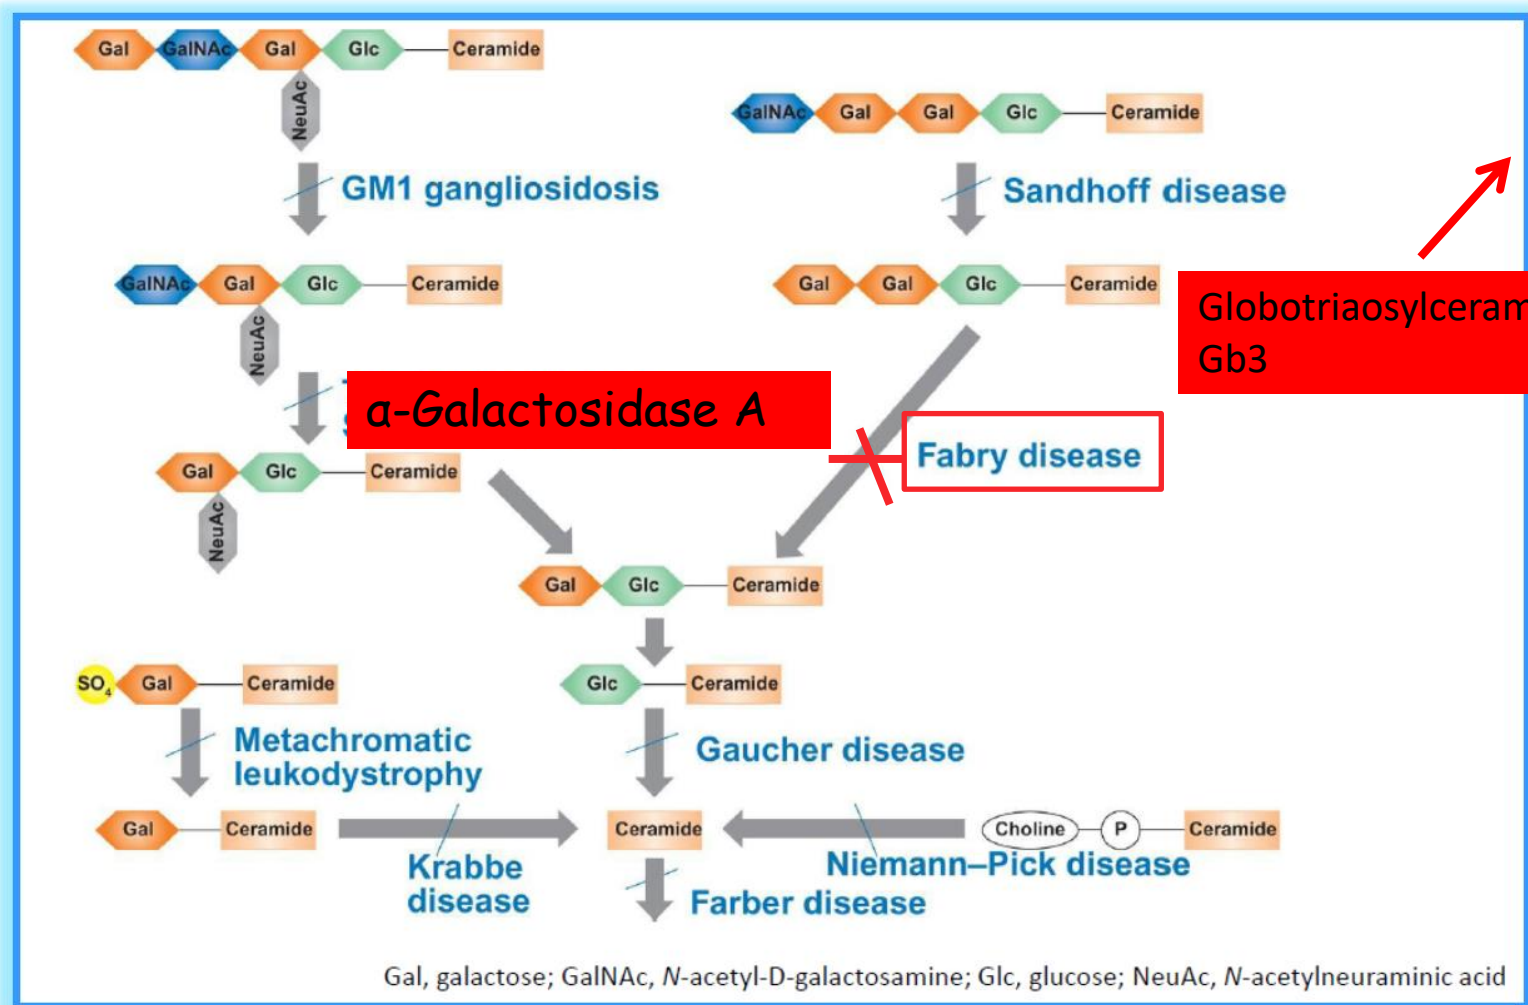 Gal GalNAc Gal Glc Ceramide
NeuAc
GalNAc Gal Gal Glc Ceramide
GM1 gangliosidosis
Sandhoff disease
GalNAc Gal Glc Ceramide
NeuAc
Gal Gal Glc Ceramide
Gb3
α-Galactosidase A
Fabry disease
Gal Glc Ceramide
NeuAc
Gal Glc Ceramide
SO4 Gal Ceramide
Glc Ceramide
Metachromatic
leukodystrophy
Gaucher disease
Gal Ceramide
Ceramide
Choline P Ceramide
Krabbe
disease
Niemann–Pick disease
Farber disease
Gal, galactose; GalNAc, N-acetyl-D-galactosamine; Glc, glucose; NeuAc, N-acetylneuraminic acid